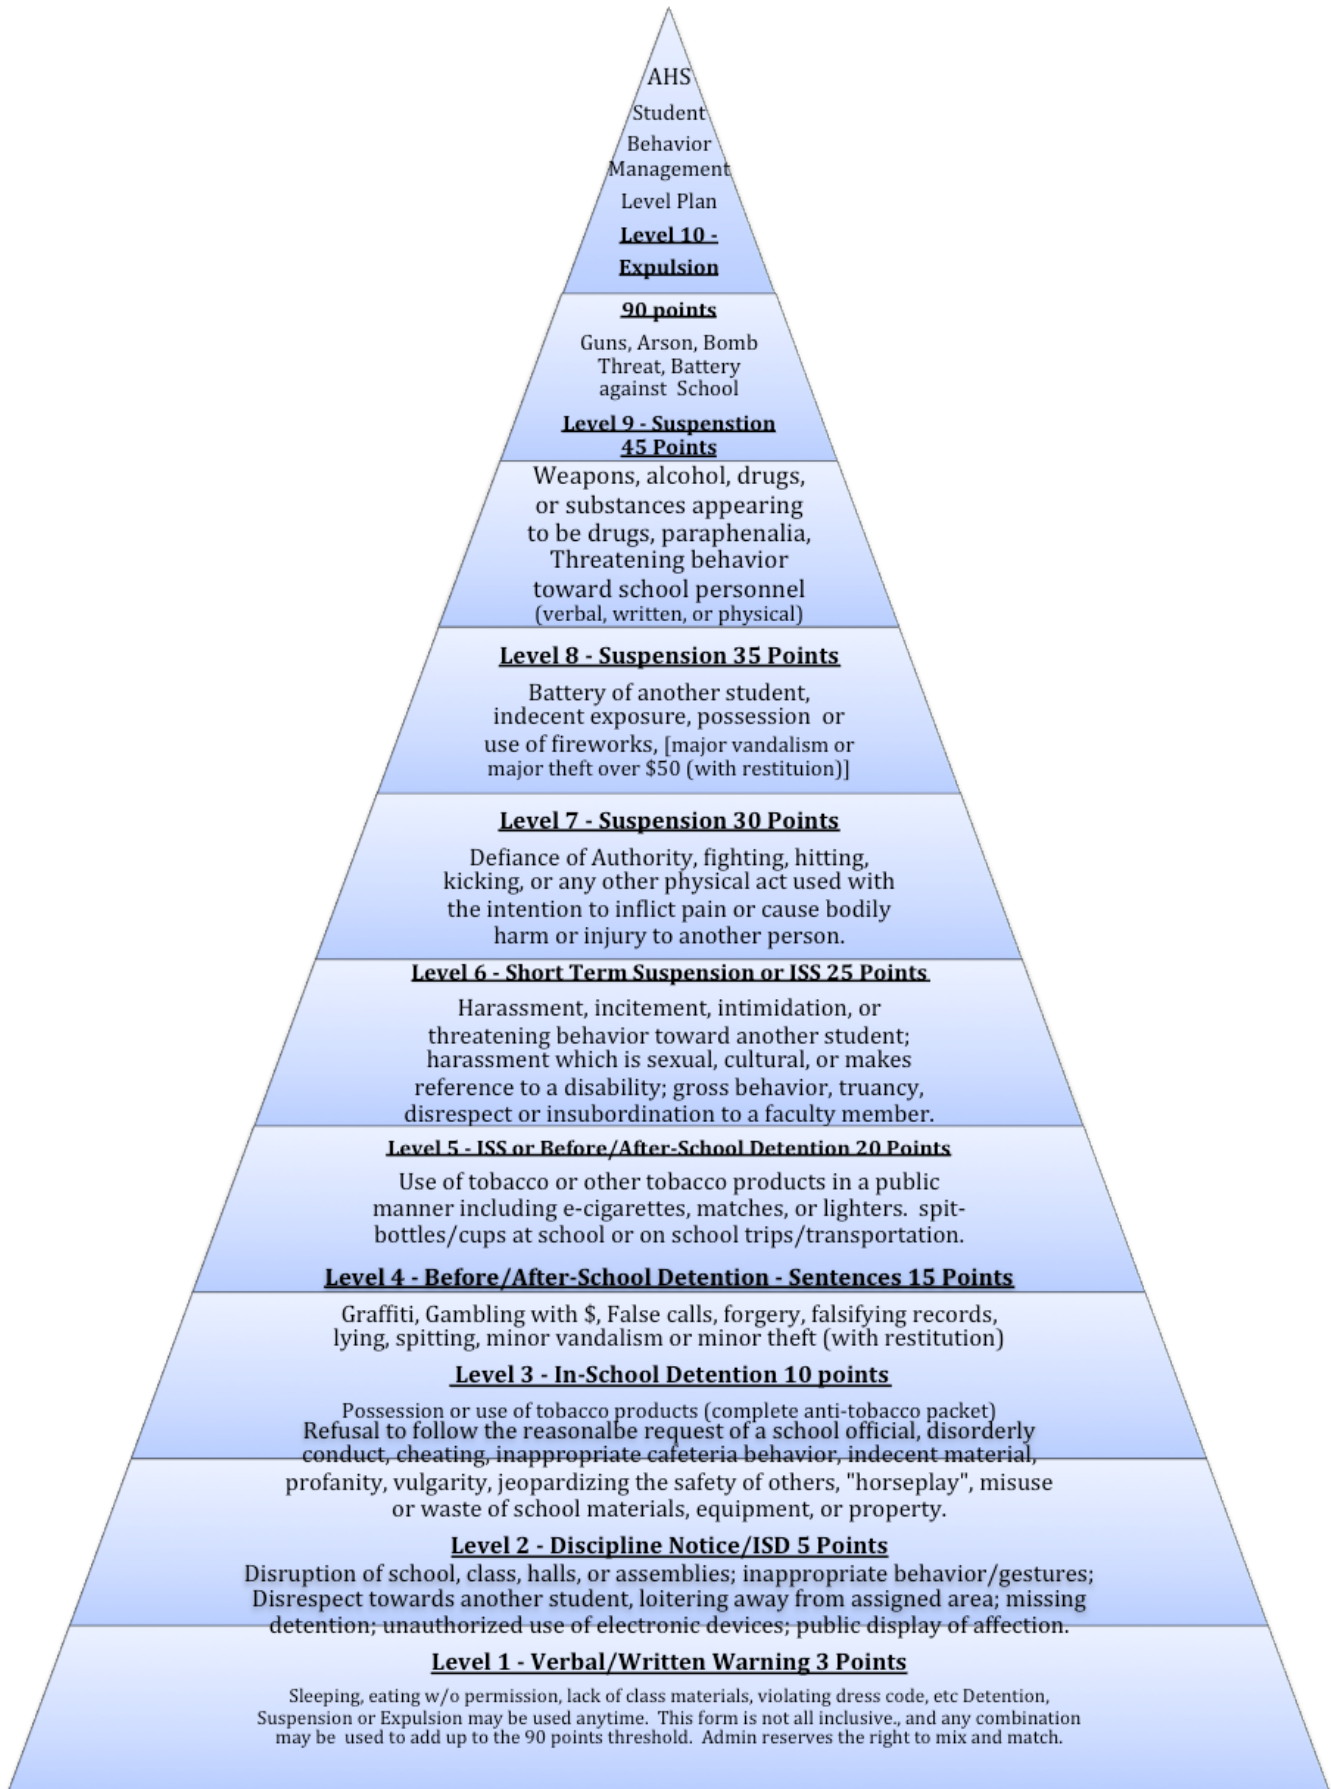 AHS
Student
Behavior
Management
Level Plan
Level 10 -
Expulsion
90 points
Guns, Arson, Bomb
Threat, Battery
against School
Level 9 - Suspenstion
45 Points
Weapons, alcohol, drugs,
or substances appearing
to be drugs, paraphenalia,
Threatening behavior
toward school personnel
(verbal, written, or physical)
Level 8 - Suspension 35 Points
Battery of another student,
indecent exposure, possession or
use of fireworks, [major vandalism or
major theft over $50 (with restituion)]
Level 7 - Suspension 30 Points
Defiance of Authority, fighting, hitting,
kicking, or any other physical act used with
the intention to inflict pain or cause bodily
harm or injury to another person.
Level 6 - Short Term Suspension or ISS 25 Points
Harassment, incitement, intimidation, or
threatening behavior toward another student;
harassment which is sexual, cultural, or makes
reference to a disability; gross behavior, truancy,
disrespect or insubordination to a faculty member.
Level 5 - ISS or Before/After-School Detention 20 Points
Use of tobacco or other tobacco products in a public
manner including e-cigarettes, matches, or lighters. spit-
bottles/cups at school or on school trips/transportation.
Level 4 - Before/After-School Detention - Sentences 15 Points
Graffiti, Gambling with $, False calls, forgery, falsifying records,
lying, spitting, minor vandalism or minor theft (with restitution)
Level 3 - In-School Detention 10 points
Possession or use of tobacco products (complete anti-tobacco packet)
Refusal to follow the reasonalbe request of a school official, disorderly
conduct, cheating, inappropriate cafeteria behavior, indecent material,
profanity, vulgarity, jeopardizing the safety of others, "horseplay", misuse
or waste of school materials, equipment, or property.
Level 2 - Discipline Notice/ISD 5 Points
Disruption of school, class, halls, or assemblies; inappropriate behavior/gestures;
Disrespect towards another student, loitering away from assigned area; missing
detention; unauthorized use of electronic devices; public display of affection.
Level 1 - Verbal/Written Warning 3 Points
Sleeping, eating w/o permission, lack of class materials, violating dress code, etc Detention,
Suspension or Expulsion may be used anytime. This form is not all inclusive., and any combination
may be used to add up to the 90 points threshold. Admin reserves the right to mix and match.